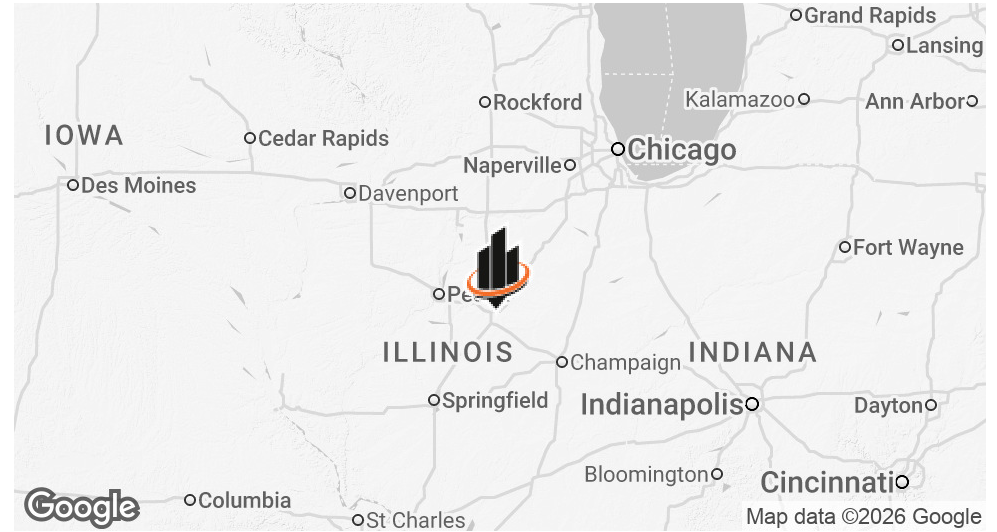 Grand Rapids
Lansing
Rockford
Kalamazoo
Ann Arbor
IOWA
Cedar Rapids
Chicago
Naperville
Des Moines
Davenport
Fort Wayne
ILLINOIS
INDIANA
Champaign
Springfield
Indianapolis
Dayton
Bloomington
Cincinnati
Google
Columbia
St Charles
Map data ©2026 Google